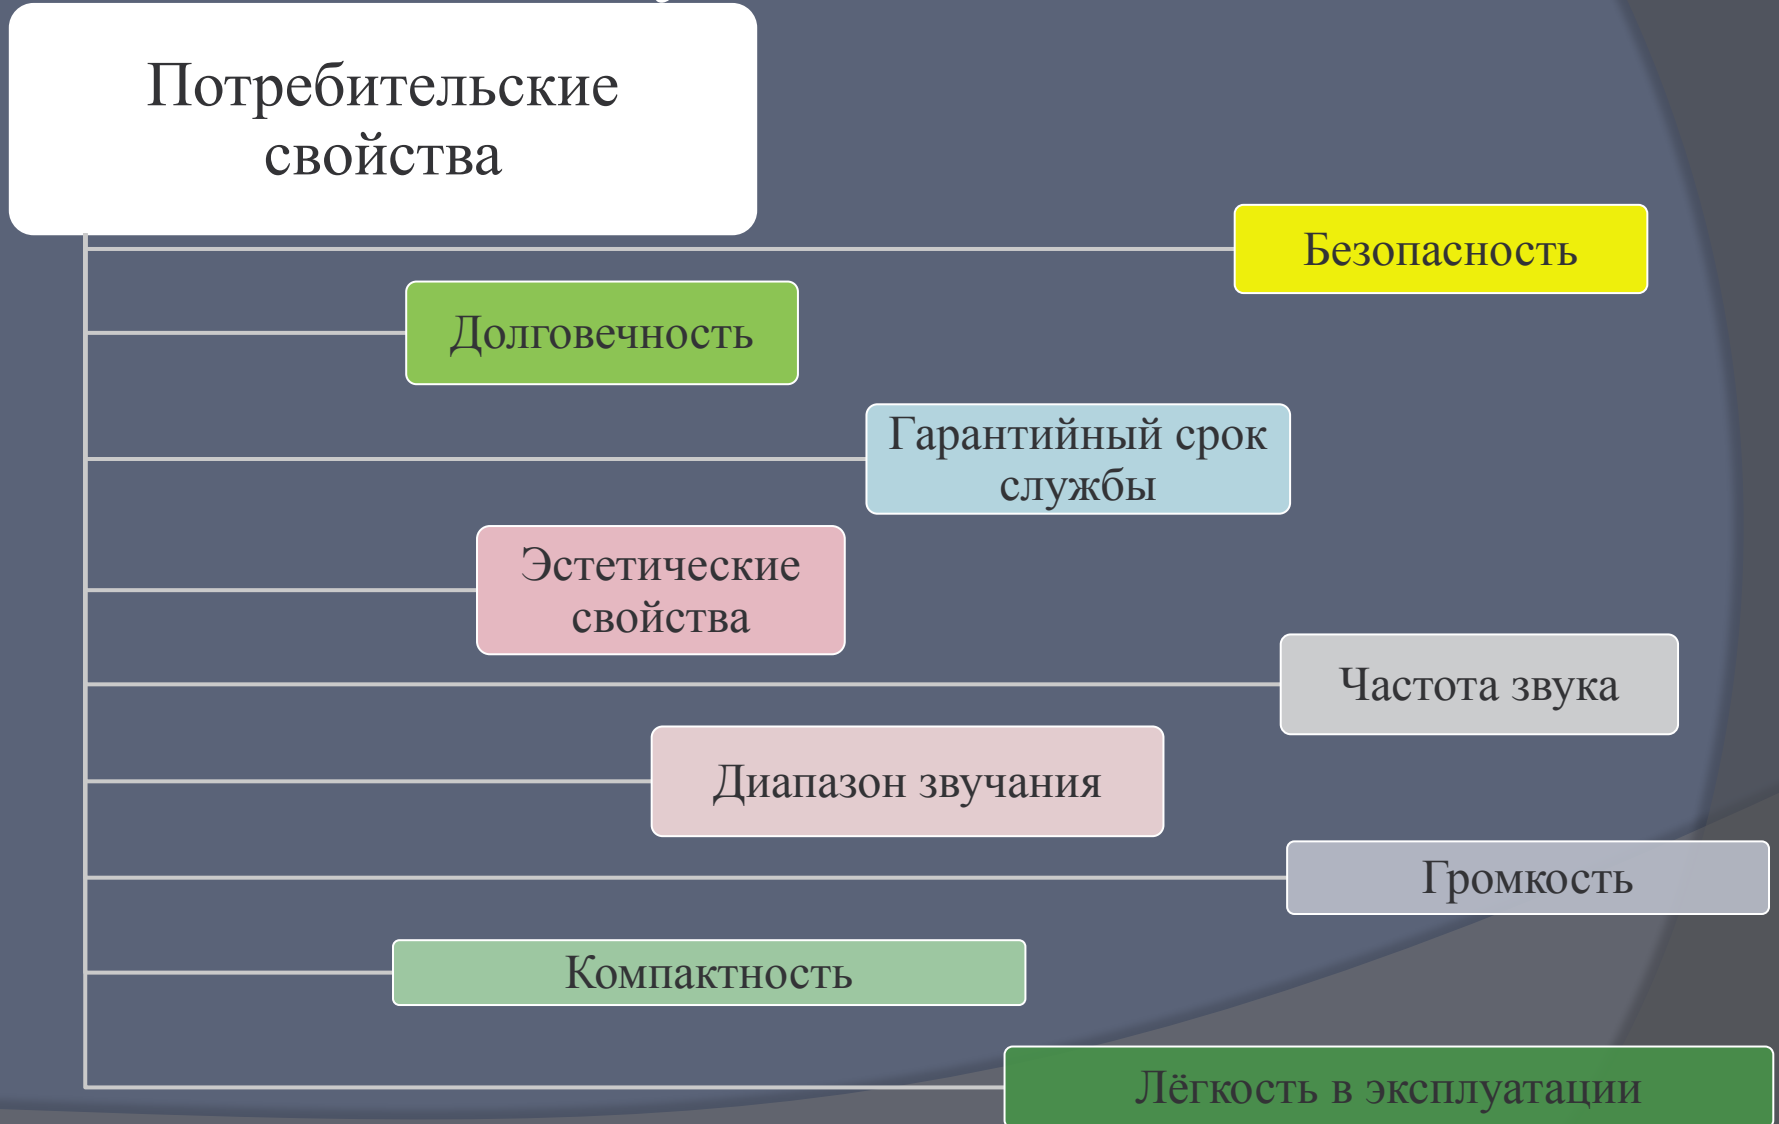 Потребительские
свойства
Безопасность
Долговечность
Гарантийный срок
службы
Эстетические
свойства
Частота звука
Диапазон звучания
Громкость
Компактность
Лёгкость в эксплуатации